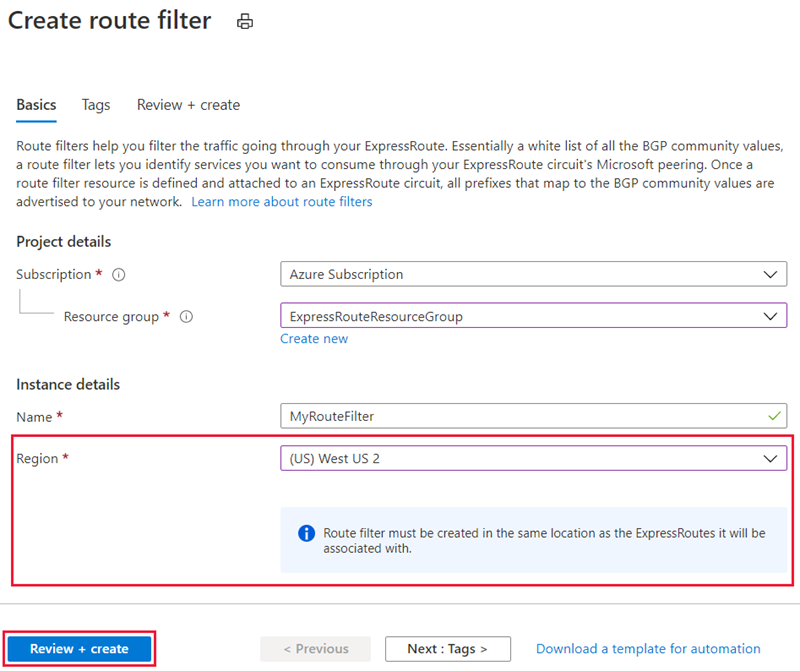 Create route filter
Basics Tags Review + create
Route filters help you filter the traffic going through your ExpressRoute. Essentially a white list of all the BGP community values,
a route filter lets you identify services you want to consume through your ExpressRoute circuit's Microsoft peering. Once a
route filter resource is defined and attached to an ExpressRoute circuit, all prefixes that map to the BGP community values are
advertised to your network. Learn more about route filters
Project details
Subscription * Azure Subscription
Resource group * ExpressRouteResourceGroup
Create new
Instance details
Name * MyRouteFilter
Region * (US) West US 2
Route filter must be created in the same location as the ExpressRoutes it will be
associated with.
Review + create < Previous Next : Tags > Download a template for automation